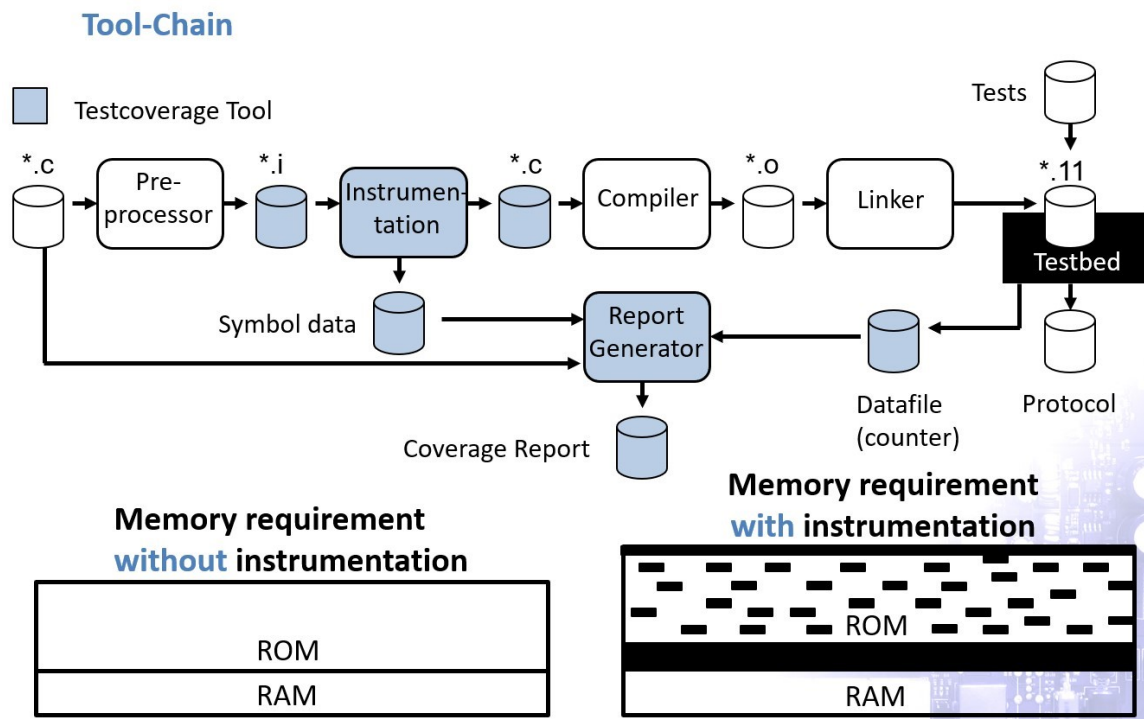 Tool-Chain
Testcoverage Tool
Tests
*.c
Pre-
processor
*.i
Instrumen-
tation
*.c
Compiler
*.o
Linker
*.11
Testbed
Symbol data
Report
Generator
Datafile
(counter)
Protocol
Coverage Report
Memory requirement
without instrumentation
ROM
RAM
Memory requirement
with instrumentation
ROM
RAM